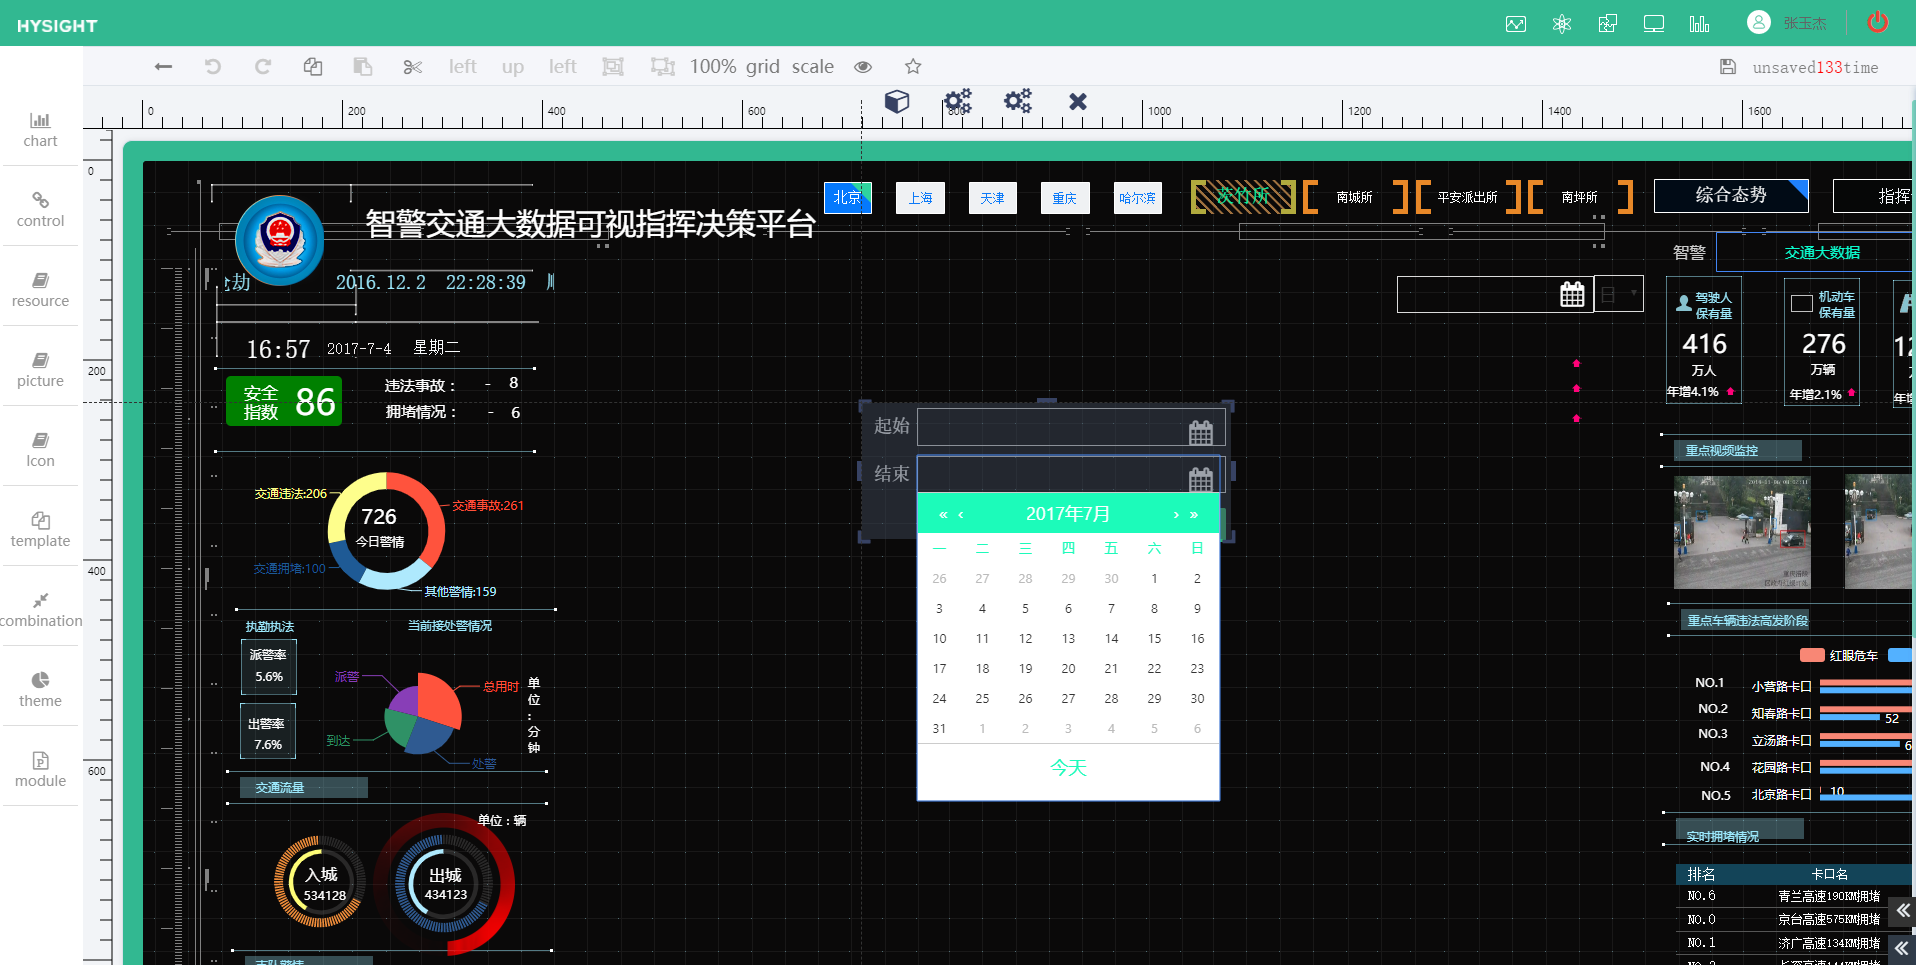 HYSIGHT
张玉杰
left up left 100% grid scale
unsaved133time
0 200 400 600 800 1000 1200 1400 1600
0
200
400
600
chart
control
resource
picture
Icon
template
combination
theme
module
智警交通大数据可视指挥决策平台
北京 上海 天津 重庆 哈尔滨
茨竹所 南城所 平安派出所 南坪所
综合态势 指挥
智警 交通大数据
抢劫 2016.12.2 22:28:39
16:57 2017-7-4 星期二
安全指数 86
违法事故： - 8
拥堵情况： - 6
日
驾驶人保有量
416
万人
年增4.1%
机动车保有量
276
万辆
年增2.1%
年增
起始
结束
« ‹ 2017年7月 › »
一 二 三 四 五 六 日
26 27 28 29 30 1 2
3 4 5 6 7 8 9
10 11 12 13 14 15 16
17 18 19 20 21 22 23
24 25 26 27 28 29 30
31 1 2 3 4 5 6
今天
交通违法:206
交通事故:261
726
今日警情
交通拥堵:100
其他警情:159
执勤执法
当前接处警情况
派警率
5.6%
出警率
7.6%
派警
总用时
到达
处警
单位:分钟
交通流量
单位：辆
入城
534128
出城
434123
支队警情
重点视频监控
重点车辆违法高发阶段
红眼危车
NO.1 小营路卡口
NO.2 知春路卡口 52
NO.3 立汤路卡口 6
NO.4 花园路卡口
NO.5 北京路卡口 10
实时拥堵情况
排名 卡口名
NO.6 青兰高速190KM拥堵
NO.0 京台高速575KM拥堵
NO.1 济广高速134KM拥堵